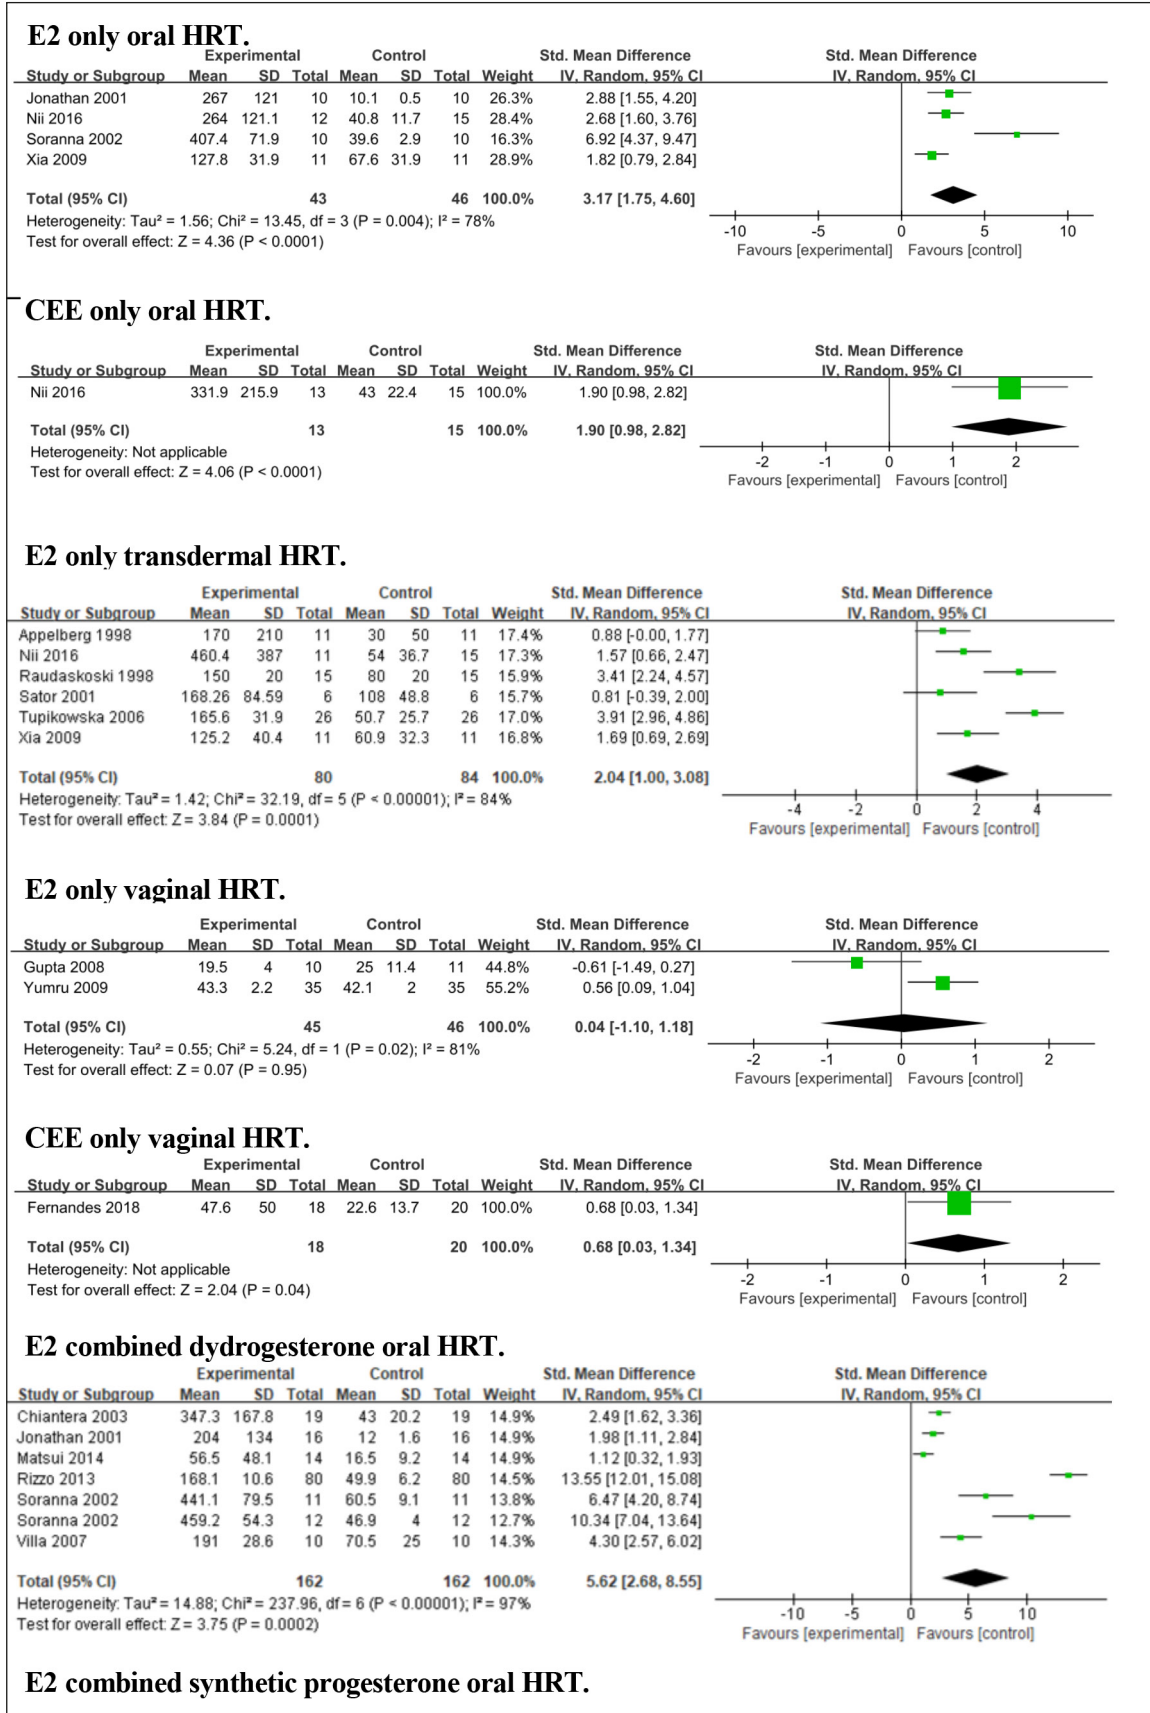 E2 only oral HRT.
Experimental Control Std. Mean Difference Std. Mean Difference
Study or Subgroup Mean SD Total Mean SD Total Weight IV, Random, 95% CI IV, Random, 95% CI
Jonathan 2001 267 121 10 10.1 0.5 10 26.3% 2.88 [1.55, 4.20]
Nii 2016 264 121.1 12 40.8 11.7 15 28.4% 2.68 [1.60, 3.76]
Soranna 2002 407.4 71.9 10 39.6 2.9 10 16.3% 6.92 [4.37, 9.47]
Xia 2009 127.8 31.9 11 67.6 31.9 11 28.9% 1.82 [0.79, 2.84]
Total (95% CI) 43 46 100.0% 3.17 [1.75, 4.60]
Heterogeneity: Tau² = 1.56; Chi² = 13.45, df = 3 (P = 0.004); I² = 78%
Test for overall effect: Z = 4.36 (P < 0.0001)
-10 -5 0 5 10
Favours [experimental] Favours [control]
CEE only oral HRT.
Experimental Control Std. Mean Difference Std. Mean Difference
Study or Subgroup Mean SD Total Mean SD Total Weight IV, Random, 95% CI IV, Random, 95% CI
Nii 2016 331.9 215.9 13 43 22.4 15 100.0% 1.90 [0.98, 2.82]
Total (95% CI) 13 15 100.0% 1.90 [0.98, 2.82]
Heterogeneity: Not applicable
Test for overall effect: Z = 4.06 (P < 0.0001)
-2 -1 0 1 2
Favours [experimental] Favours [control]
E2 only transdermal HRT.
Experimental Control Std. Mean Difference Std. Mean Difference
Study or Subgroup Mean SD Total Mean SD Total Weight IV, Random, 95% CI IV, Random, 95% CI
Appelberg 1998 170 210 11 30 50 11 17.4% 0.88 [-0.00, 1.77]
Nii 2016 460.4 387 11 54 36.7 15 17.3% 1.57 [0.66, 2.47]
Raudaskoski 1998 150 20 15 80 20 15 15.9% 3.41 [2.24, 4.57]
Sator 2001 168.26 84.59 6 108 48.8 6 15.7% 0.81 [-0.39, 2.00]
Tupikowska 2006 165.6 31.9 26 50.7 25.7 26 17.0% 3.91 [2.96, 4.86]
Xia 2009 125.2 40.4 11 60.9 32.3 11 16.8% 1.69 [0.69, 2.69]
Total (95% CI) 80 84 100.0% 2.04 [1.00, 3.08]
Heterogeneity: Tau² = 1.42; Chi² = 32.19, df = 5 (P < 0.00001); I² = 84%
Test for overall effect: Z = 3.84 (P = 0.0001)
-4 -2 0 2 4
Favours [experimental] Favours [control]
E2 only vaginal HRT.
Experimental Control Std. Mean Difference Std. Mean Difference
Study or Subgroup Mean SD Total Mean SD Total Weight IV, Random, 95% CI IV, Random, 95% CI
Gupta 2008 19.5 4 10 25 11.4 11 44.8% -0.61 [-1.49, 0.27]
Yumru 2009 43.3 2.2 35 42.1 2 35 55.2% 0.56 [0.09, 1.04]
Total (95% CI) 45 46 100.0% 0.04 [-1.10, 1.18]
Heterogeneity: Tau² = 0.55; Chi² = 5.24, df = 1 (P = 0.02); I² = 81%
Test for overall effect: Z = 0.07 (P = 0.95)
-2 -1 0 1 2
Favours [experimental] Favours [control]
CEE only vaginal HRT.
Experimental Control Std. Mean Difference Std. Mean Difference
Study or Subgroup Mean SD Total Mean SD Total Weight IV, Random, 95% CI IV, Random, 95% CI
Fernandes 2018 47.6 50 18 22.6 13.7 20 100.0% 0.68 [0.03, 1.34]
Total (95% CI) 18 20 100.0% 0.68 [0.03, 1.34]
Heterogeneity: Not applicable
Test for overall effect: Z = 2.04 (P = 0.04)
-2 -1 0 1 2
Favours [experimental] Favours [control]
E2 combined dydrogesterone oral HRT.
Experimental Control Std. Mean Difference Std. Mean Difference
Study or Subgroup Mean SD Total Mean SD Total Weight IV, Random, 95% CI IV, Random, 95% CI
Chiantera 2003 347.3 167.8 19 43 20.2 19 14.9% 2.49 [1.62, 3.36]
Jonathan 2001 204 134 16 12 1.6 16 14.9% 1.98 [1.11, 2.84]
Matsui 2014 56.5 48.1 14 16.5 9.2 14 14.9% 1.12 [0.32, 1.93]
Rizzo 2013 168.1 10.6 80 49.9 6.2 80 14.5% 13.55 [12.01, 15.08]
Soranna 2002 441.1 79.5 11 60.5 9.1 11 13.8% 6.47 [4.20, 8.74]
Soranna 2002 459.2 54.3 12 46.9 4 12 12.7% 10.34 [7.04, 13.64]
Villa 2007 191 28.6 10 70.5 25 10 14.3% 4.30 [2.57, 6.02]
Total (95% CI) 162 162 100.0% 5.62 [2.68, 8.55]
Heterogeneity: Tau² = 14.88; Chi² = 237.96, df = 6 (P < 0.00001); I² = 97%
Test for overall effect: Z = 3.75 (P = 0.0002)
-10 -5 0 5 10
Favours [experimental] Favours [control]
E2 combined synthetic progesterone oral HRT.